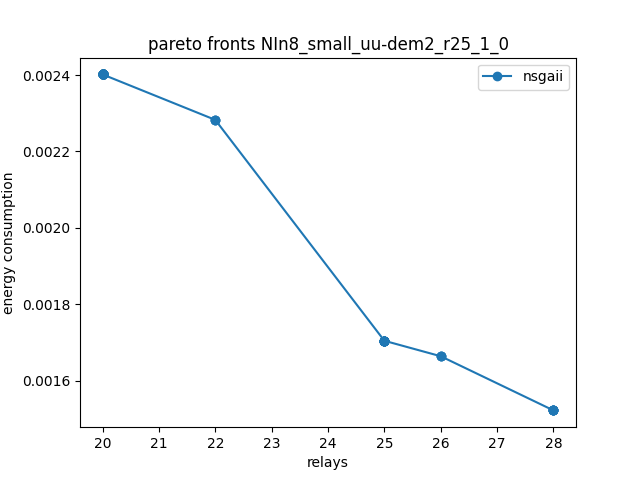 pareto fronts NIn8_small_uu-dem2_r25_1_0
nsgaii
0.0024
0.0022
0.0020
0.0018
0.0016
energy consumption
20 21 22 23 24 25 26 27 28
relays